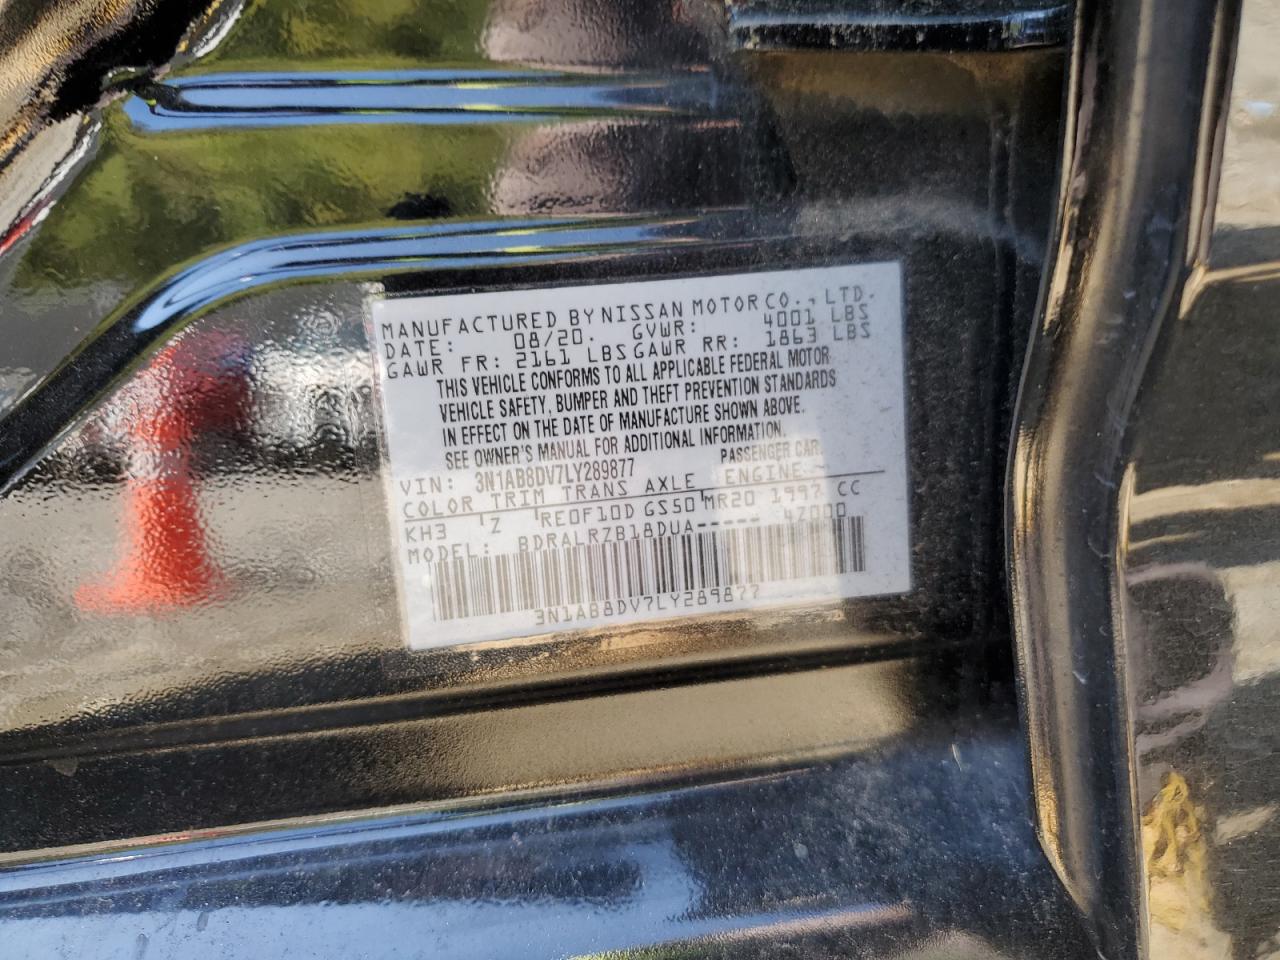 MANUFACTURED BY NISSAN MOTOR CO., LTD.
DATE: 08/20. GVWR: 4001 LBS
GAWR FR: 2161 LBS GAWR RR: 1863 LBS
THIS VEHICLE CONFORMS TO ALL APPLICABLE FEDERAL MOTOR
VEHICLE SAFETY, BUMPER AND THEFT PREVENTION STANDARDS
IN EFFECT ON THE DATE OF MANUFACTURE SHOWN ABOVE.
SEE OWNER'S MANUAL FOR ADDITIONAL INFORMATION.
VIN: 3N1AB8DV7LY289877 PASSENGER CAR.
COLOR TRIM TRANS AXLE ENGINE
KH3 Z RE0F10D GS50 MR20 1997 CC
MODEL: BDRALRZB18DUA----- 47000
3N1AB8DV7LY289877